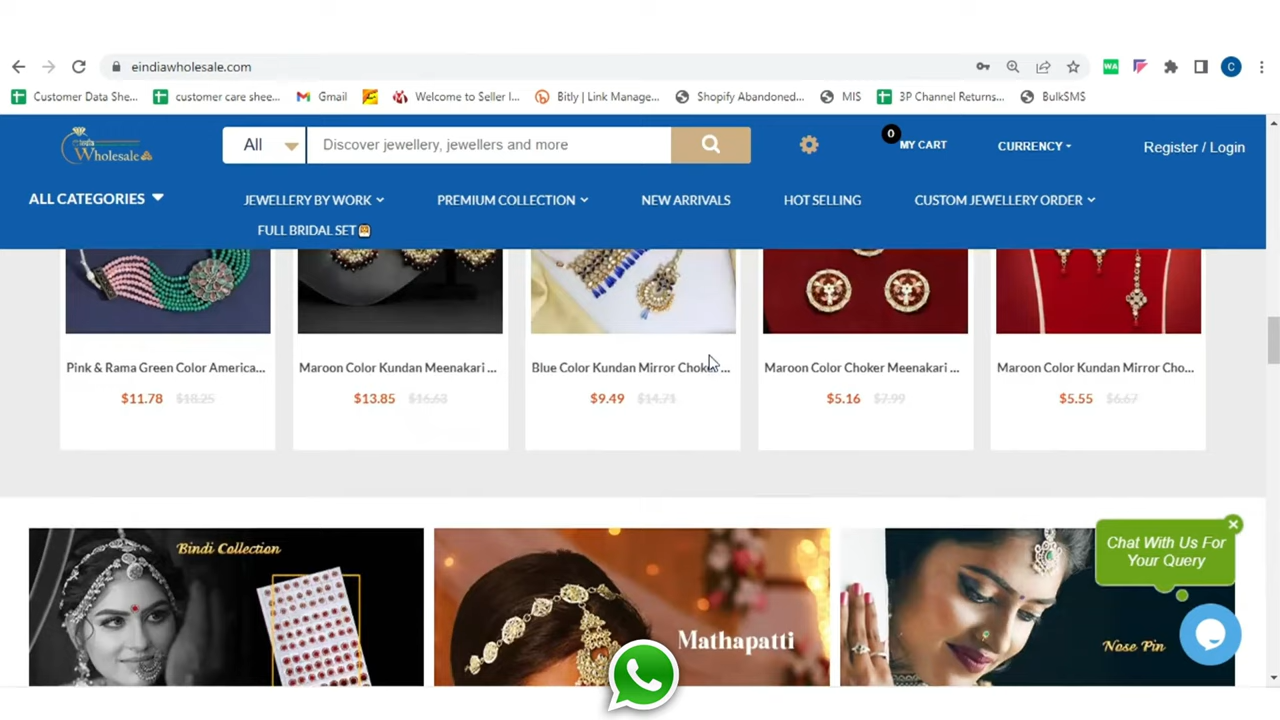 eindiawholesale.com
Customer Data She... customer care shee... Gmail Welcome to Seller I... Bitly | Link Manage... Shopify Abandoned... MIS 3P Channel Returns... BulkSMS
India
Wholesale
All Discover jewellery, jewellers and more 0 MY CART CURRENCY Register / Login
ALL CATEGORIES JEWELLERY BY WORK PREMIUM COLLECTION NEW ARRIVALS HOT SELLING CUSTOM JEWELLERY ORDER
FULL BRIDAL SET
Pink & Rama Green Color America... Maroon Color Kundan Meenakari ... Blue Color Kundan Mirror Choker ... Maroon Color Choker Meenakari ... Maroon Color Kundan Mirror Cho...
$11.78 $18.25 $13.85 $16.63 $9.49 $14.71 $5.16 $7.99 $5.55 $6.67
Bindi Collection
Chat With Us For
Your Query
Mathapatti
Nose Pin
WA
C